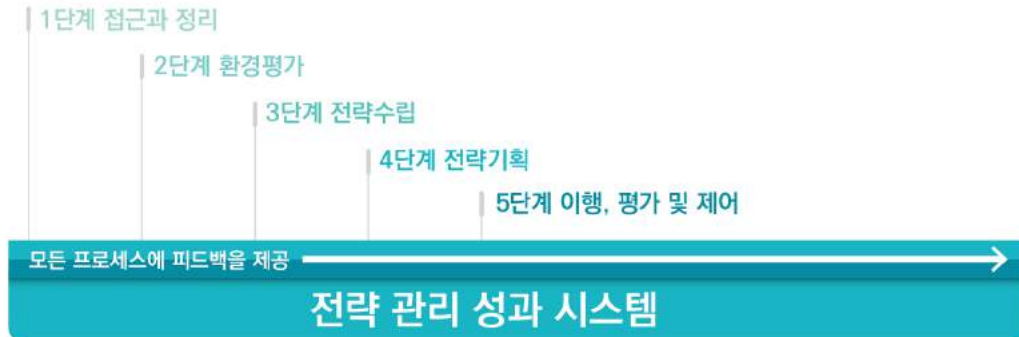 1단계 접근과 정리
2단계 환경평가
3단계 전략수립
4단계 전략기획
5단계 이행, 평가 및 제어
모든 프로세스에 피드백을 제공
전략 관리 성과 시스템